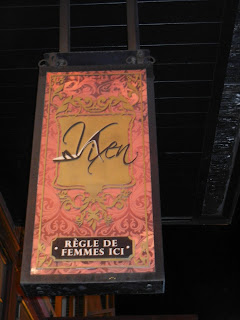 Vixen
RÈGLE DE
FEMMES ICI